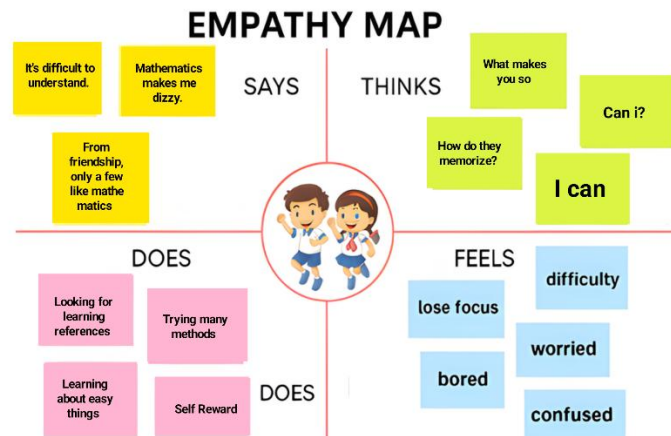 EMPATHY MAP
It's difficult to
understand.
Mathematics
makes me
dizzy.
From
friendship,
only a few
like mathe
matics
SAYS
THINKS
What makes
you so
Can i?
How do they
memorize?
I can
DOES
Looking for
learning
references
Trying many
methods
Learning
about easy
things
Self Reward
DOES
FEELS
difficulty
lose focus
worried
bored
confused